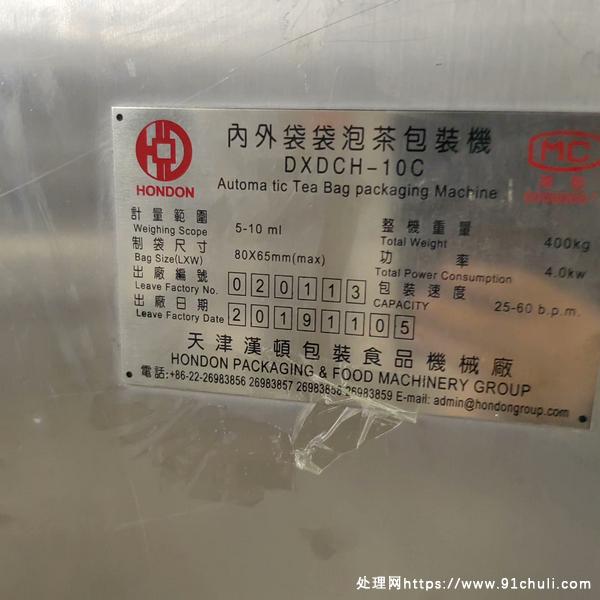 內外袋袋泡茶包裝機
DXDCH-10C
Automa tic Tea Bag packaging Machine
HONDON
MC
計量範圍
Weighing Scope 5-10 ml
制袋尺寸
Bag Size(LXW) 80X65mm(max)
出廠編號
Leave Factory No. 020113
出廠日期
Leave Factory Date 20191105
整機重量
Total Weight 400kg
功率
Total Power Consumption 4.0kw
包裝速度
CAPACITY 25-60 b.p.m.
天津漢頓包裝食品機械廠
HONDON PACKAGING & FOOD MACHINERY GROUP
電話:+86-22-26983856 26983857 26983858 26983859 E-mail: admin@hondongroup.com
处理网https://www.91chuli.com/